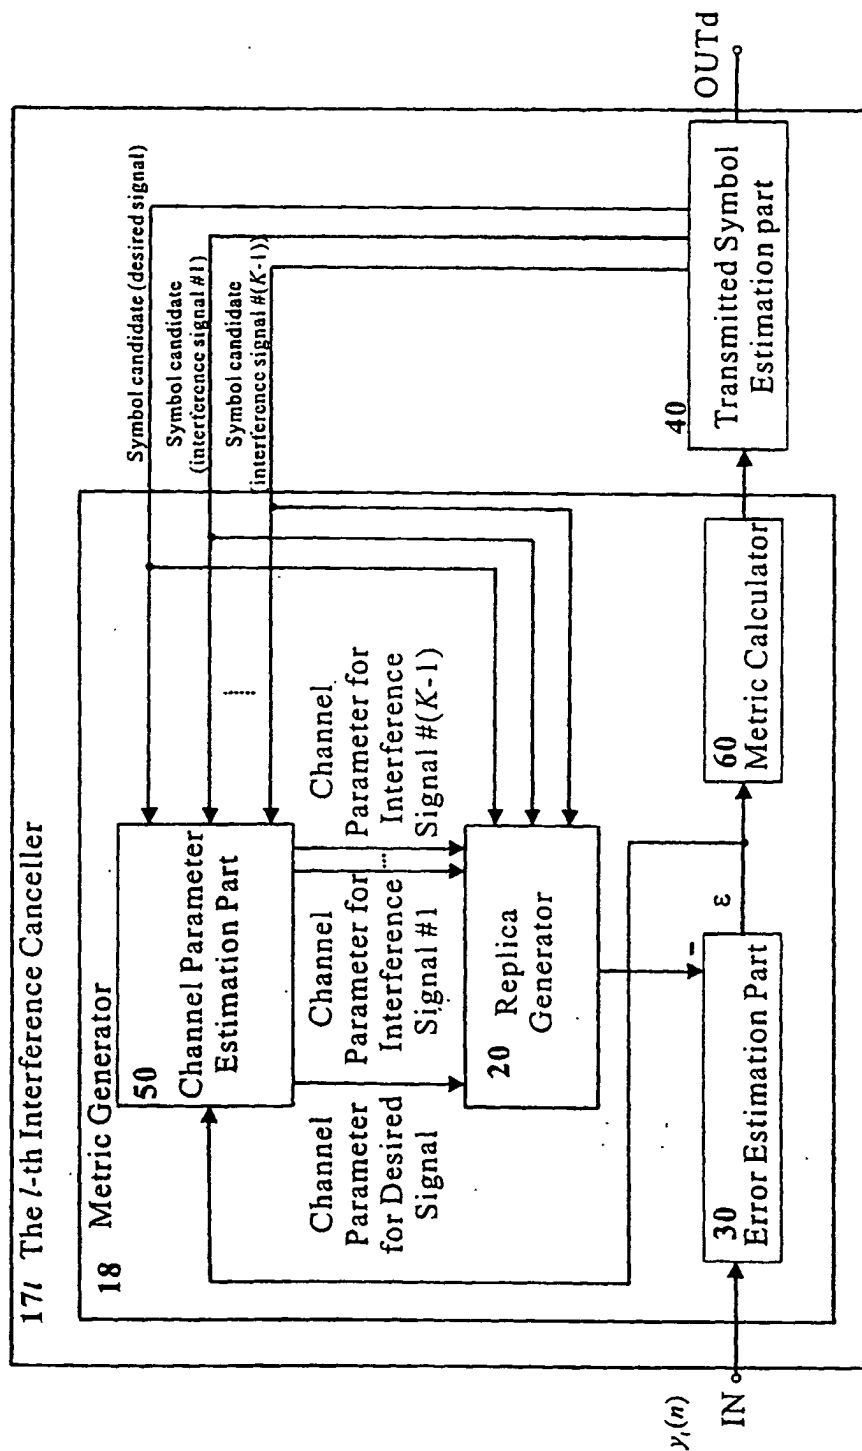 17l The l-th Interference Canceller
18 Metric Generator
50
Channel Parameter
Estimation Part
Symbol candidate (desired signal)
Symbol candidate
(interference signal #1)
Symbol candidate
(interference signal #(K-1))
Channel
Parameter
for Desired
Signal
Channel
Parameter for
Interference
Signal #1
...
Channel
Parameter for
Interference
Signal #(K-1)
20 Replica
Generator
−
ε
yl(n)
IN
30
Error Estimation Part
60
Metric Calculator
40
Transmitted Symbol
Estimation part
OUTd